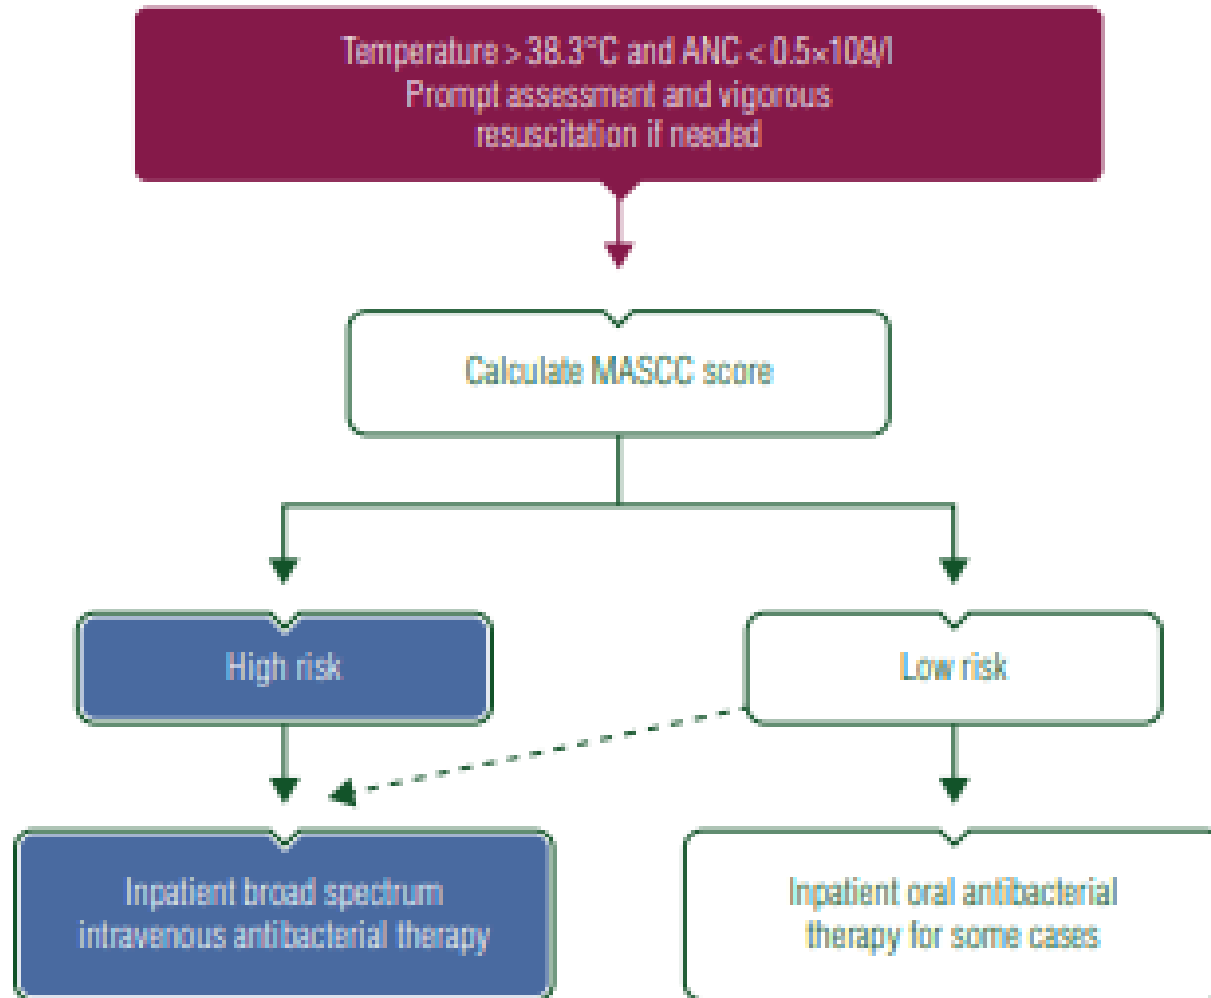 Temperature > 38.3°C and ANC < 0.5×109/l
Prompt assessment and vigorous
resuscitation if needed
Calculate MASCC score
High risk
Low risk
Inpatient broad spectrum
intravenous antibacterial therapy
Inpatient oral antibacterial
therapy for some cases